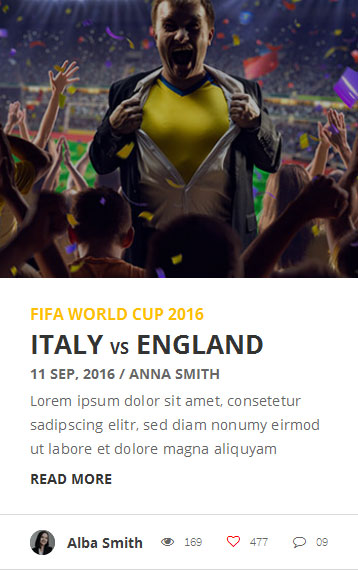 FIFA WORLD CUP 2016
ITALY VS ENGLAND
11 SEP, 2016 / ANNA SMITH
Lorem ipsum dolor sit amet, consetetur
sadipscing elitr, sed diam nonumy eirmod
ut labore et dolore magna aliquyam
READ MORE
Alba Smith 169 477 09